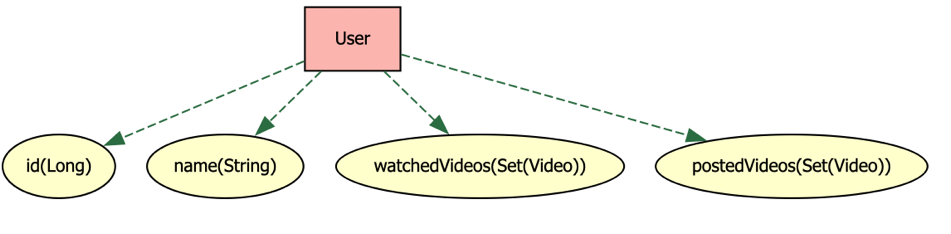 User
id(Long)
name(String)
watchedVideos(Set(Video))
postedVideos(Set(Video))